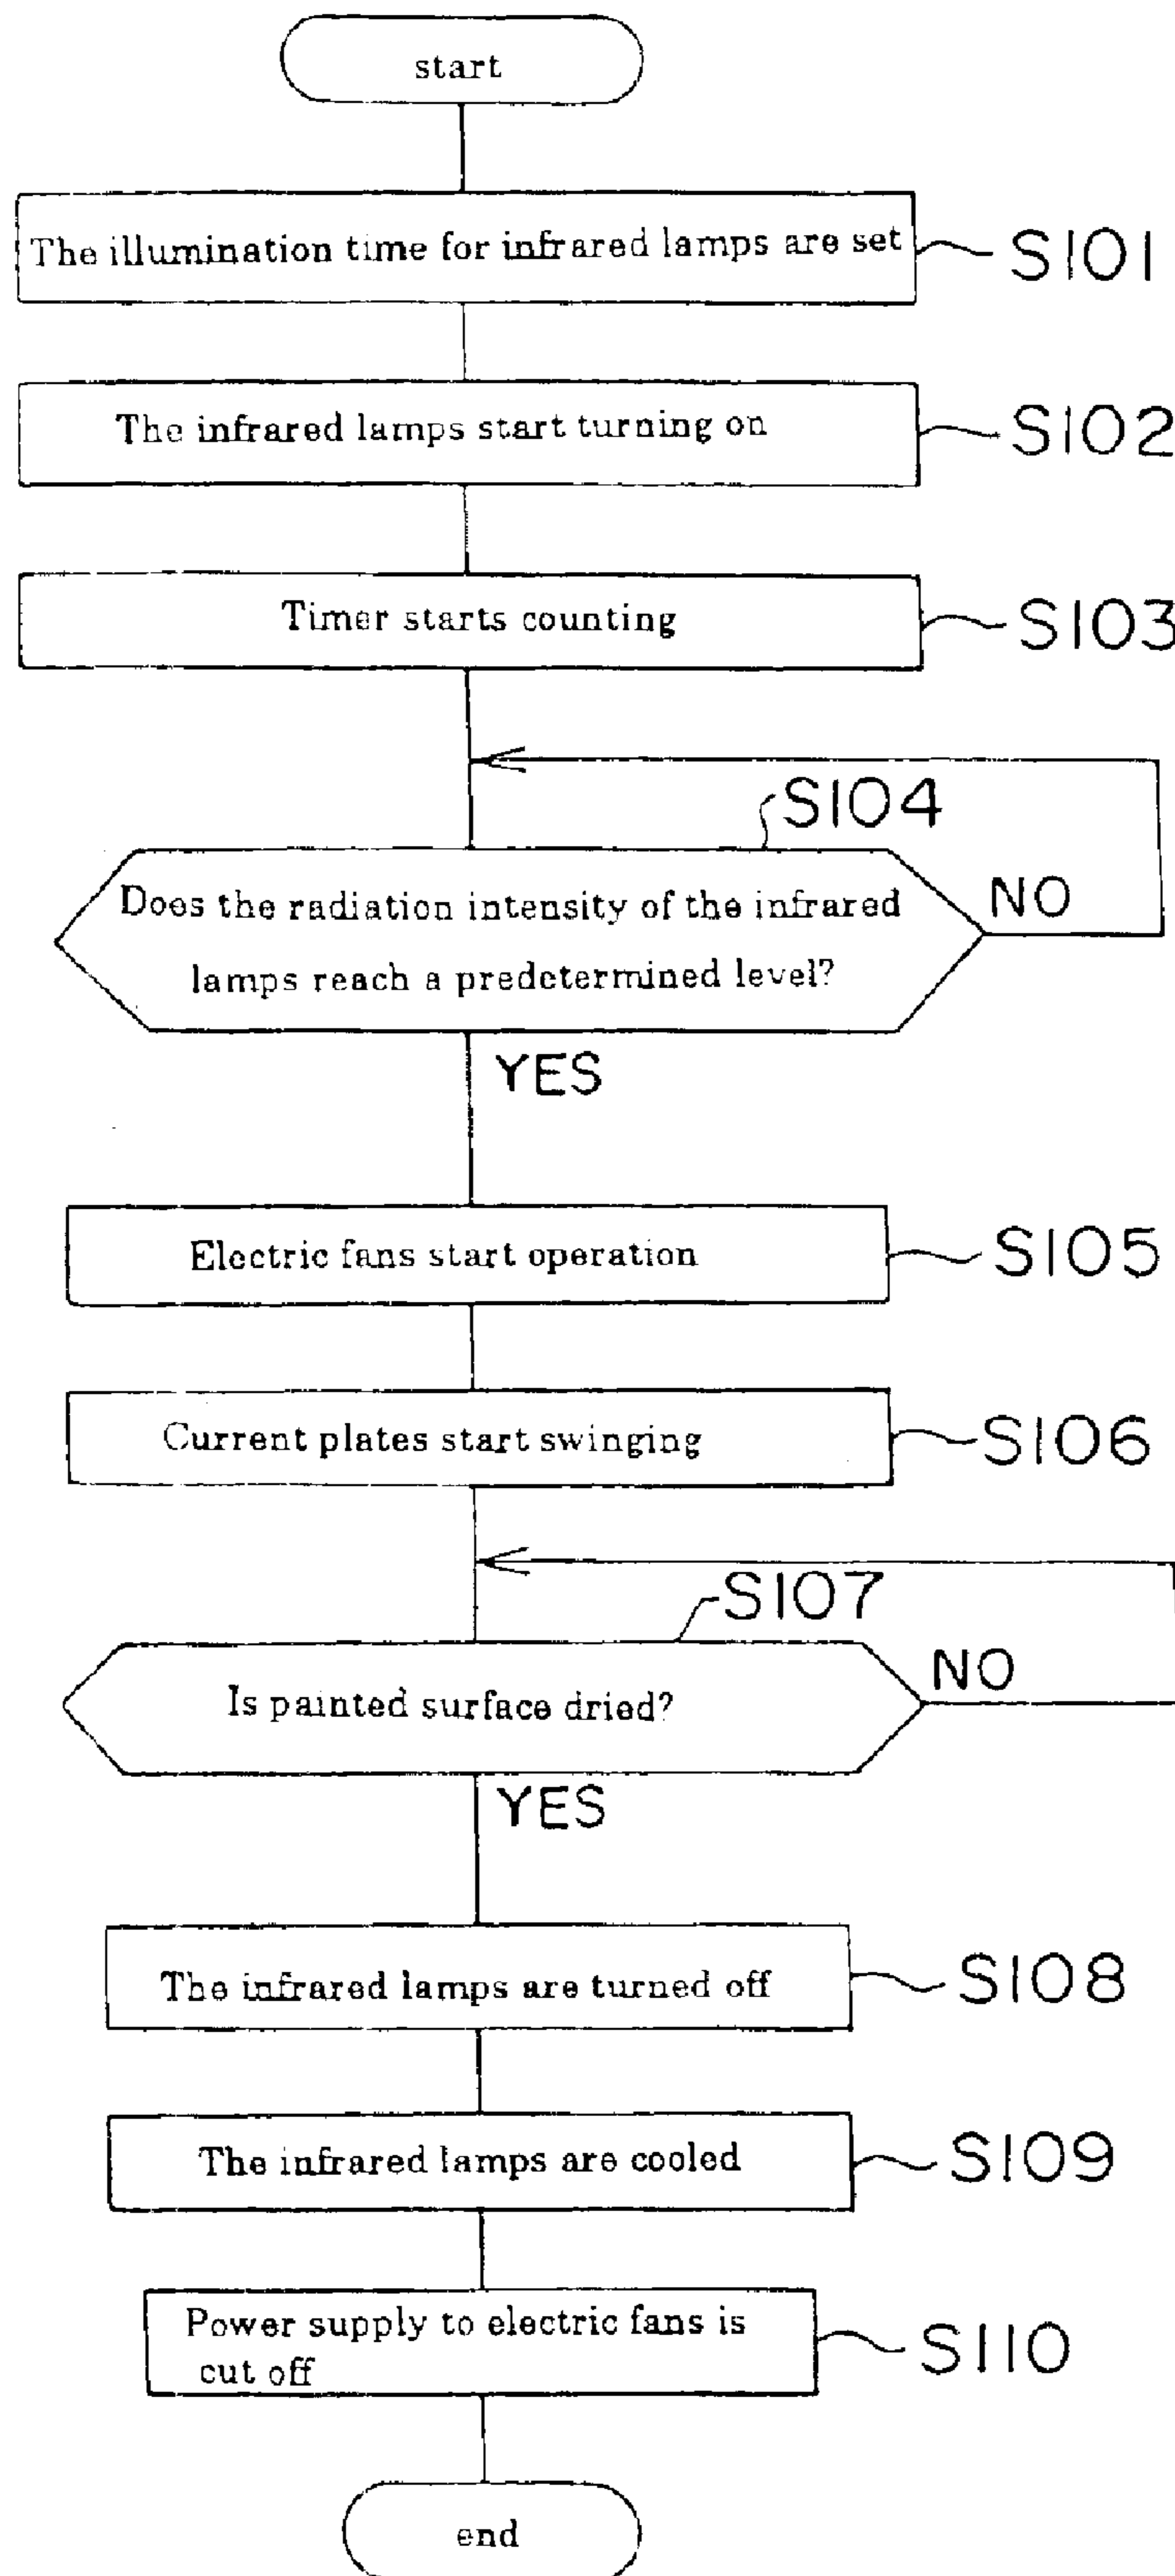 start
The illumination time for infrared lamps are set
S101
The infrared lamps start turning on
S102
Timer starts counting
S103
S104
Does the radiation intensity of the infrared
lamps reach a predetermined level?
NO
YES
Electric fans start operation
S105
Current plates start swinging
S106
S107
Is painted surface dried?
NO
YES
The infrared lamps are turned off
S108
The infrared lamps are cooled
S109
Power supply to electric fans is
cut off
S110
end